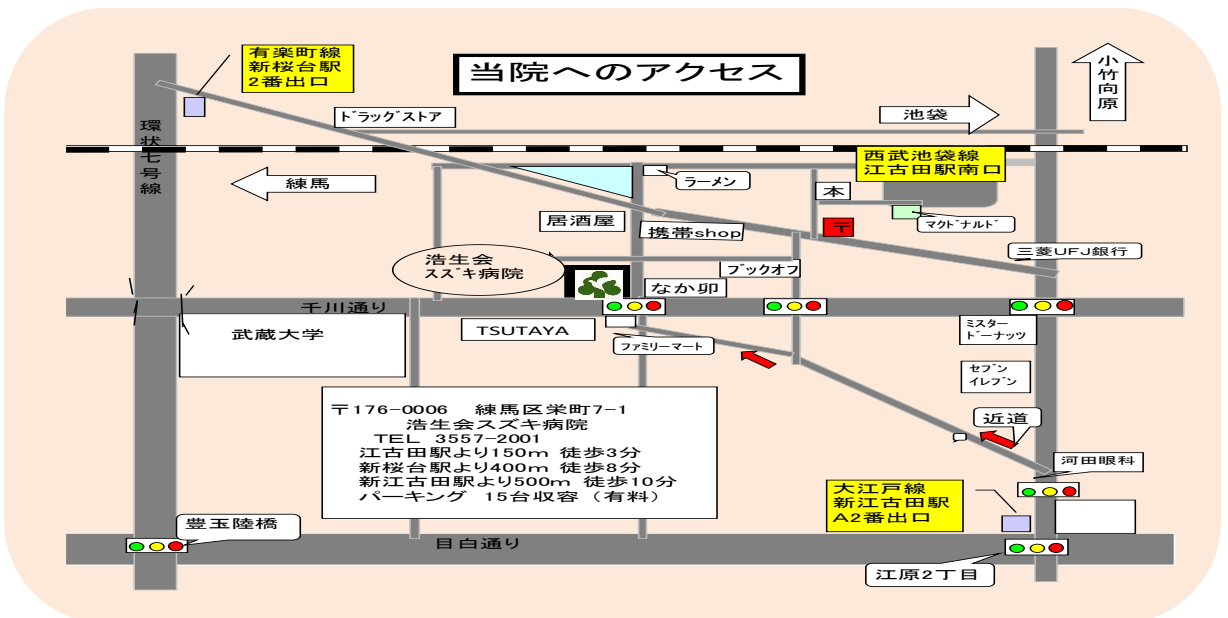 当院へのアクセス
有楽町線
新桜台駅
2番出口
小竹向原
ドラッグストア
池袋
環状七号線
西武池袋線
江古田駅南口
練馬
ラーメン
本
居酒屋
携帯shop
〒
マクドナルド
三菱UFJ銀行
浩生会
スズキ病院
ブックオフ
なか卯
千川通り
武蔵大学
TSUTAYA
ファミリーマート
ミスター
ドーナッツ
セブン
イレブン
近道
〒176-0006 練馬区栄町7-1
浩生会スズキ病院
TEL 3557-2001
江古田駅より150m 徒歩3分
新桜台駅より400m 徒歩8分
新江古田駅より500m 徒歩10分
パーキング 15台収容（有料）
河田眼科
大江戸線
新江古田駅
A2番出口
豊玉陸橋
目白通り
江原2丁目